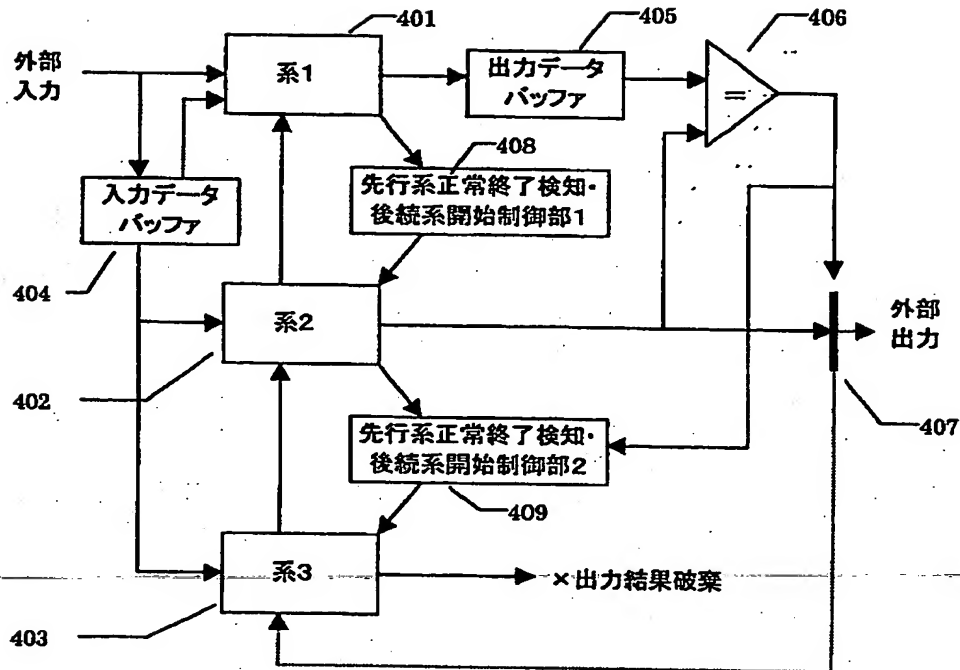 401
405
406
外部
入力
系1
出力データ
バッファ
=
408
先行系正常終了検知・
後続系開始制御部1
入力データ
バッファ
404
系2
外部
出力
402
407
先行系正常終了検知・
後続系開始制御部2
409
系3
×出力結果破棄
403